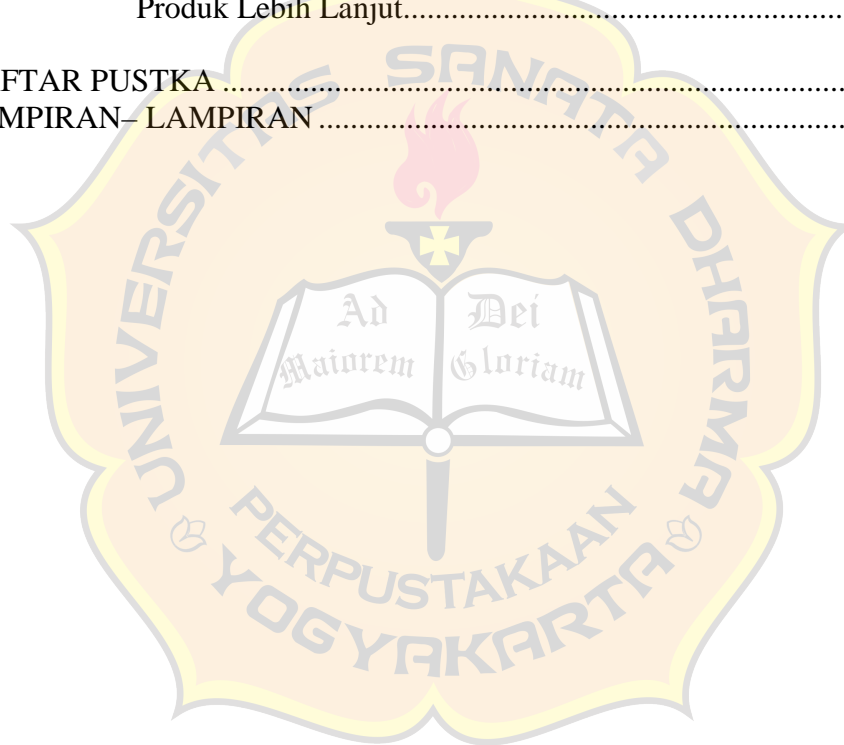 Produk Lebih Lanjut......................................................
FTAR PUSTKA ..............................................................................
MPIRAN– LAMPIRAN ..................................................................
UNIVERSITAS SANATA DHARMA
Ad Dei
Maiorem Gloriam
PERPUSTAKAAN
YOGYAKARTA